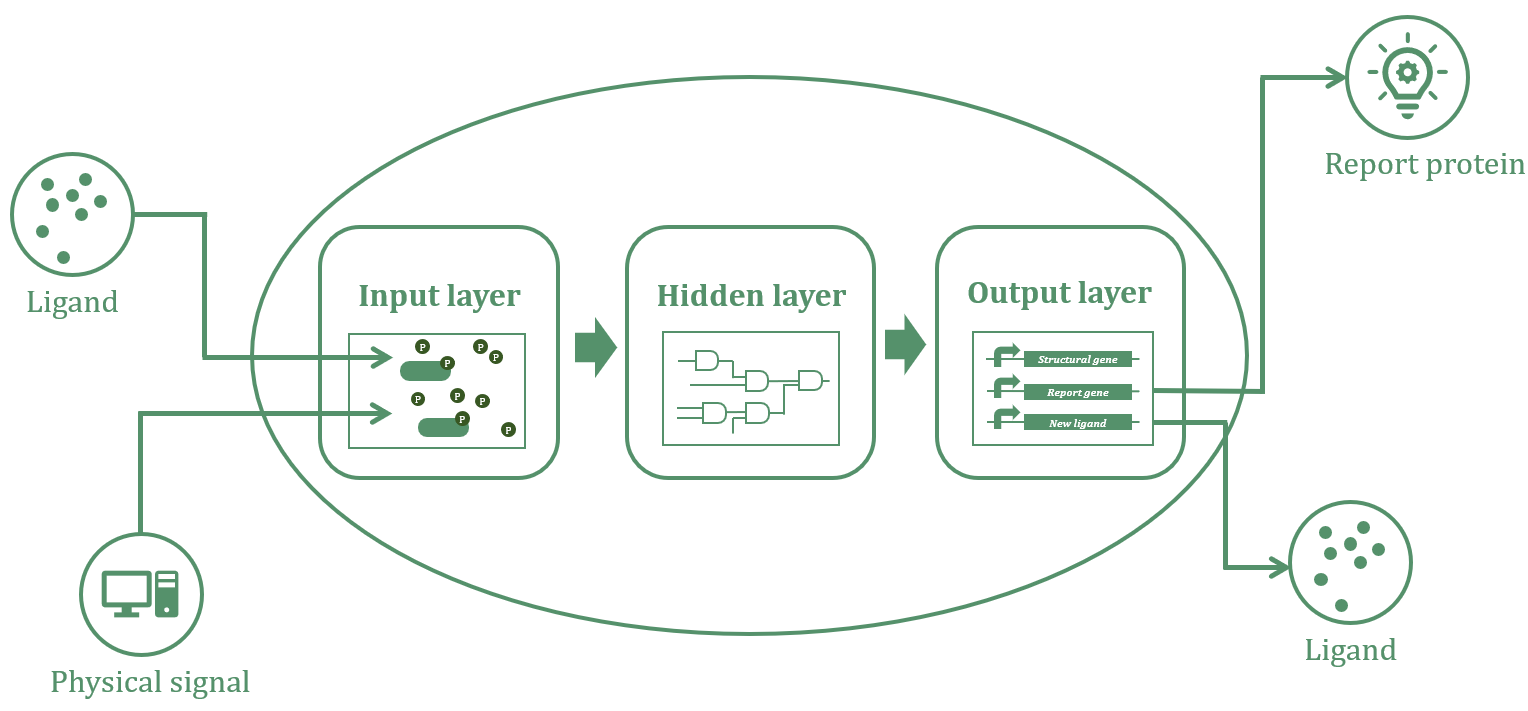 Report protein
Ligand
Input layer
Hidden layer
Output layer
P
P
P
P
P
P
P
P
P
Structural gene
Report gene
New ligand
Ligand
Physical signal